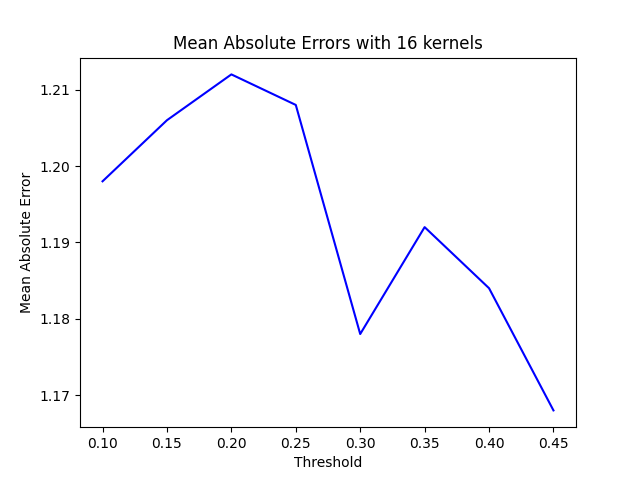 Mean Absolute Errors with 16 kernels
1.21
1.20
1.19
1.18
1.17
Mean Absolute Error
0.10 0.15 0.20 0.25 0.30 0.35 0.40 0.45
Threshold